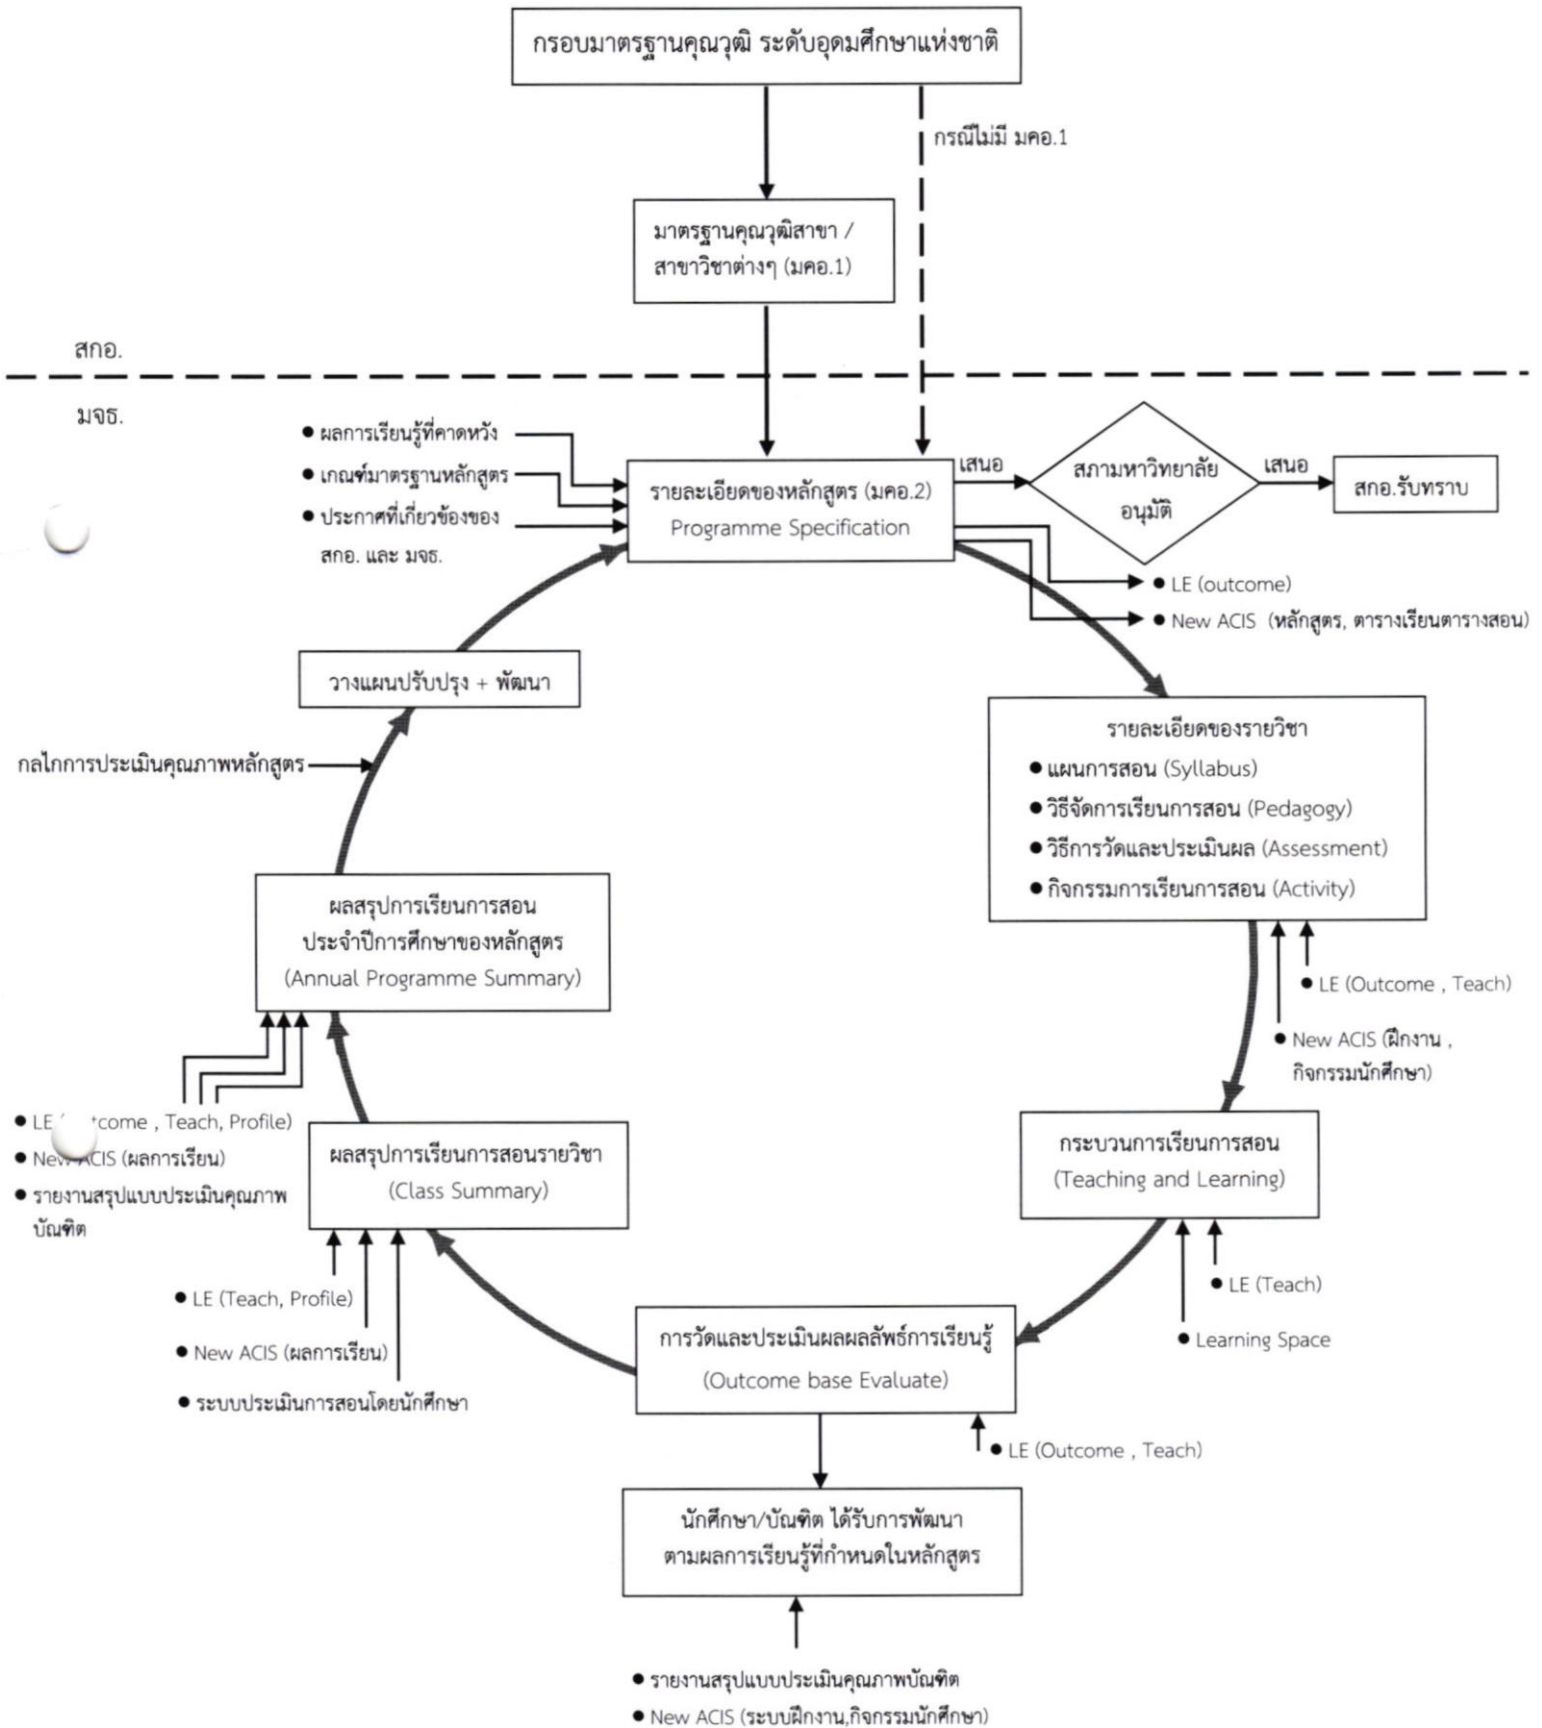 กรอบมาตรฐานคุณวุฒิ ระดับอุดมศึกษาแห่งชาติ
กรณีไม่มี มคอ.1
มาตรฐานคุณวุฒิสาขา /
สาขาวิชาต่างๆ (มคอ.1)
สกอ.
มจธ.
● ผลการเรียนรู้ที่คาดหวัง
● เกณฑ์มาตรฐานหลักสูตร
● ประกาศที่เกี่ยวข้องของ
สกอ. และ มจธ.
รายละเอียดของหลักสูตร (มคอ.2)
Programme Specification
เสนอ
สภามหาวิทยาลัย
อนุมัติ
เสนอ
สกอ.รับทราบ
● LE (outcome)
● New ACIS (หลักสูตร, ตารางเรียนตารางสอน)
วางแผนปรับปรุง + พัฒนา
กลไกการประเมินคุณภาพหลักสูตร
รายละเอียดของรายวิชา
● แผนการสอน (Syllabus)
● วิธีจัดการเรียนการสอน (Pedagogy)
● วิธีการวัดและประเมินผล (Assessment)
● กิจกรรมการเรียนการสอน (Activity)
● LE (Outcome , Teach)
● New ACIS (ฝึกงาน ,
กิจกรรมนักศึกษา)
ผลสรุปการเรียนการสอน
ประจำปีการศึกษาของหลักสูตร
(Annual Programme Summary)
● LE , Teach, Profile)
● New ACIS (ผลการเรียน)
● รายงานสรุปแบบประเมินคุณภาพ
บัณฑิต
กระบวนการเรียนการสอน
(Teaching and Learning)
● LE (Teach)
● Learning Space
ผลสรุปการเรียนการสอนรายวิชา
(Class Summary)
● LE (Teach, Profile)
● New ACIS (ผลการเรียน)
● ระบบประเมินการสอนโดยนักศึกษา
การวัดและประเมินผลผลลัพธ์การเรียนรู้
(Outcome base Evaluate)
● LE (Outcome , Teach)
นักศึกษา/บัณฑิต ได้รับการพัฒนา
ตามผลการเรียนรู้ที่กำหนดในหลักสูตร
● รายงานสรุปแบบประเมินคุณภาพบัณฑิต
● New ACIS (ระบบฝึกงาน,กิจกรรมนักศึกษา)